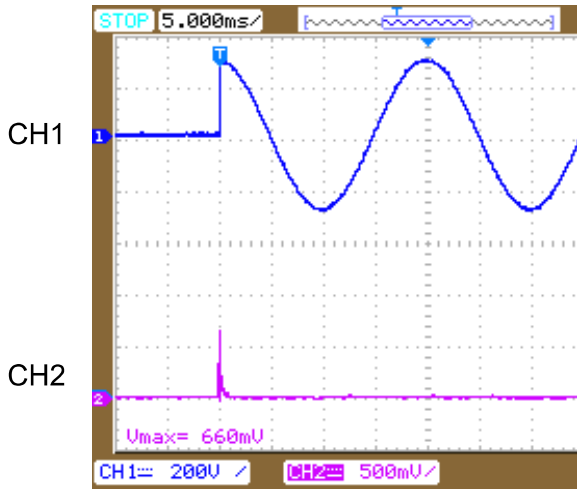 STOP 5.000ms/
T
T
CH1 1
CH2 2
Vmax= 660mV
CH1 200V / CH2 500mV/